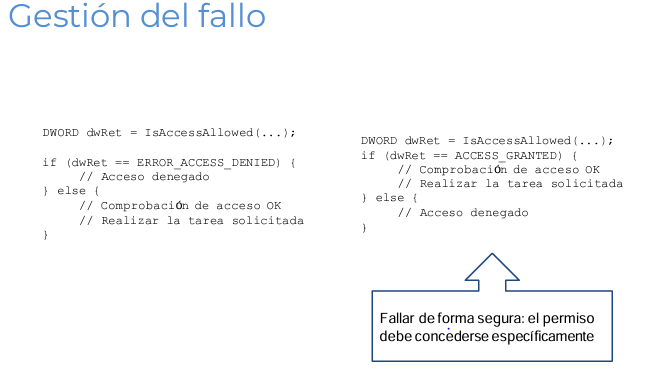 Gestión del fallo
DWORD dwRet = IsAccessAllowed(...);
if (dwRet == ERROR_ACCESS_DENIED) {
// Acceso denegado
} else {
// Comprobación de acceso OK
// Realizar la tarea solicitada
}
DWORD dwRet = IsAccessAllowed(...);
if (dwRet == ACCESS_GRANTED) {
// Comprobación de acceso OK
// Realizar la tarea solicitada
} else {
// Acceso denegado
}
Fallar de forma segura: el permiso
debe concederse específicamente